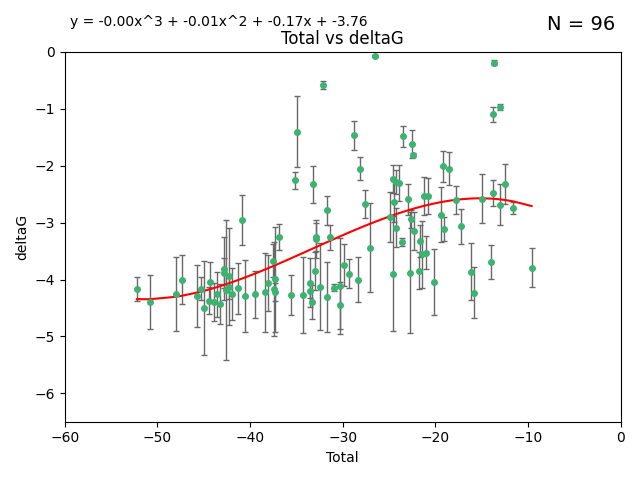 y = -0.00x^3 + -0.01x^2 + -0.17x + -3.76
N = 96
Total vs deltaG
deltaG
0
−1
−2
−3
−4
−5
−6
−60 −50 −40 −30 −20 −10 0
Total